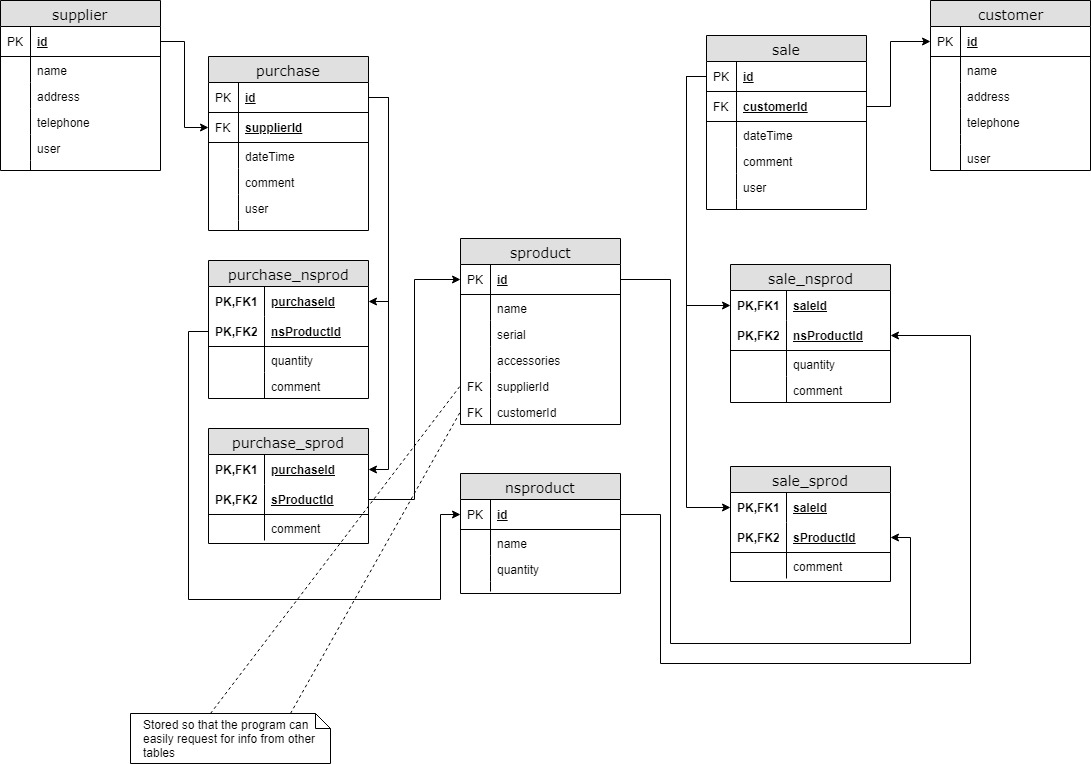 supplier
PK id
name
address
telephone
user
purchase
PK id
FK supplierId
dateTime
comment
user
purchase_nsprod
PK,FK1 purchaseId
PK,FK2 nsProductId
quantity
comment
purchase_sprod
PK,FK1 purchaseId
PK,FK2 sProductId
comment
sproduct
PK id
name
serial
accessories
FK supplierId
FK customerId
nsproduct
PK id
name
quantity
sale
PK id
FK customerId
dateTime
comment
user
customer
PK id
name
address
telephone
user
sale_nsprod
PK,FK1 saleId
PK,FK2 nsProductId
quantity
comment
sale_sprod
PK,FK1 saleId
PK,FK2 sProductId
comment
Stored so that the program can
easily request for info from other
tables